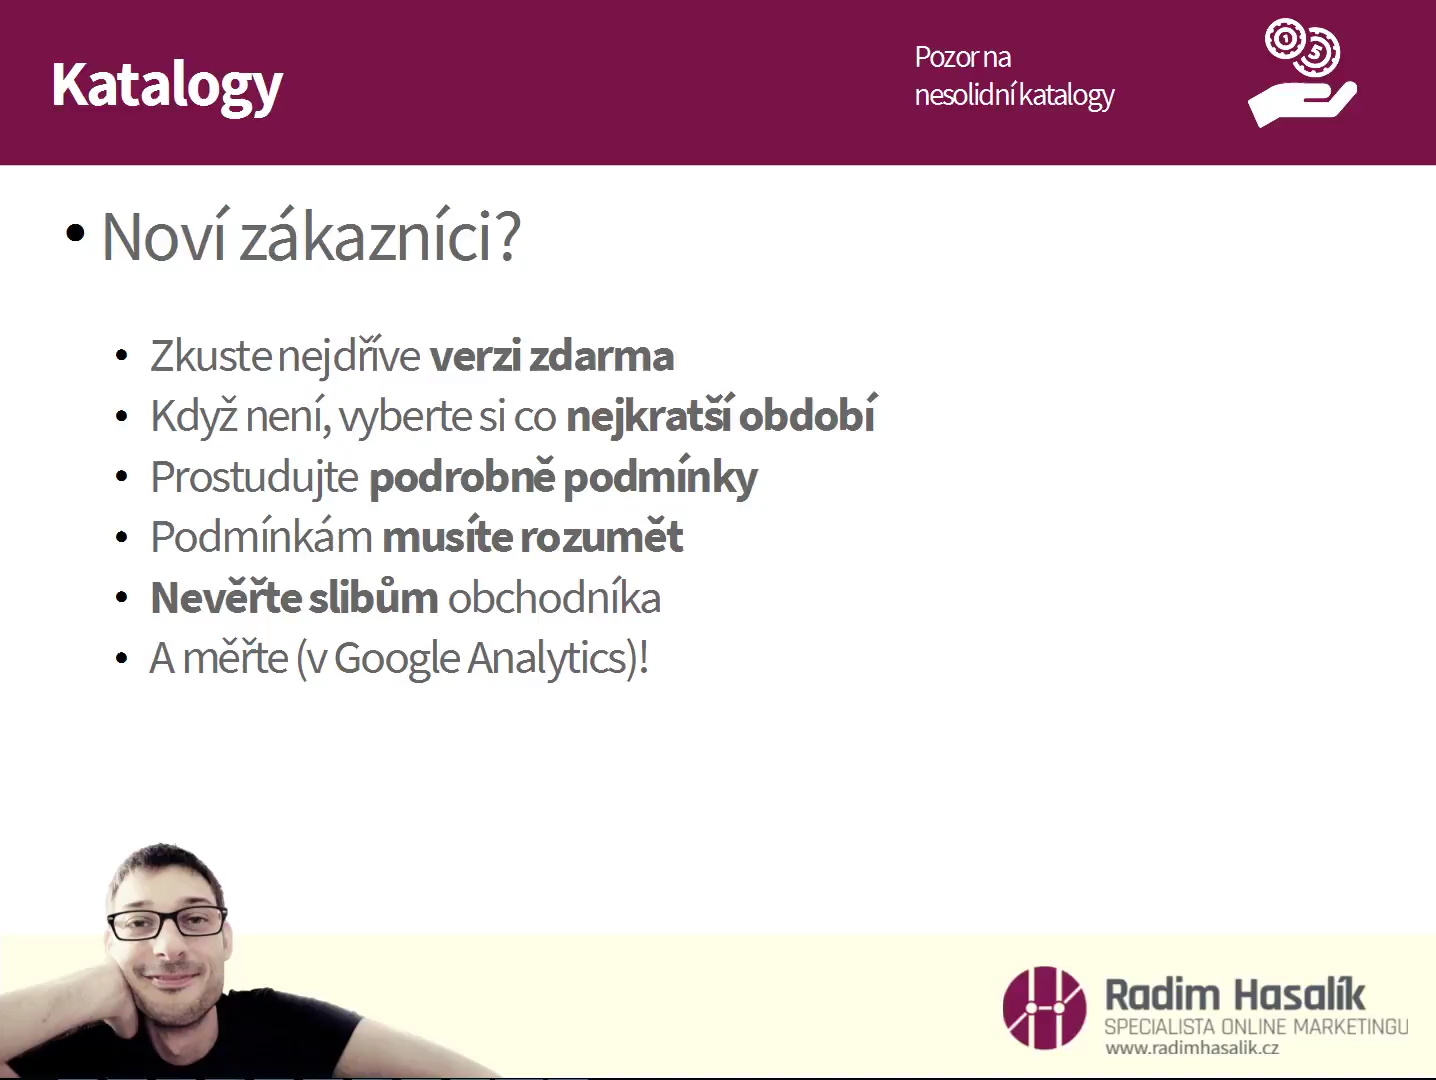 Katalogy
Pozor na
nesolidní katalogy
1
5
• Noví zákazníci?
• Zkuste nejdříve verzi zdarma
• Když není, vyberte si co nejkratší období
• Prostudujte podrobně podmínky
• Podmínkám musíte rozumět
• Nevěřte slibům obchodníka
• A měřte (v Google Analytics)!
Radim Hasalík
SPECIALISTA ONLINE MARKETINGU
www.radimhasalik.cz